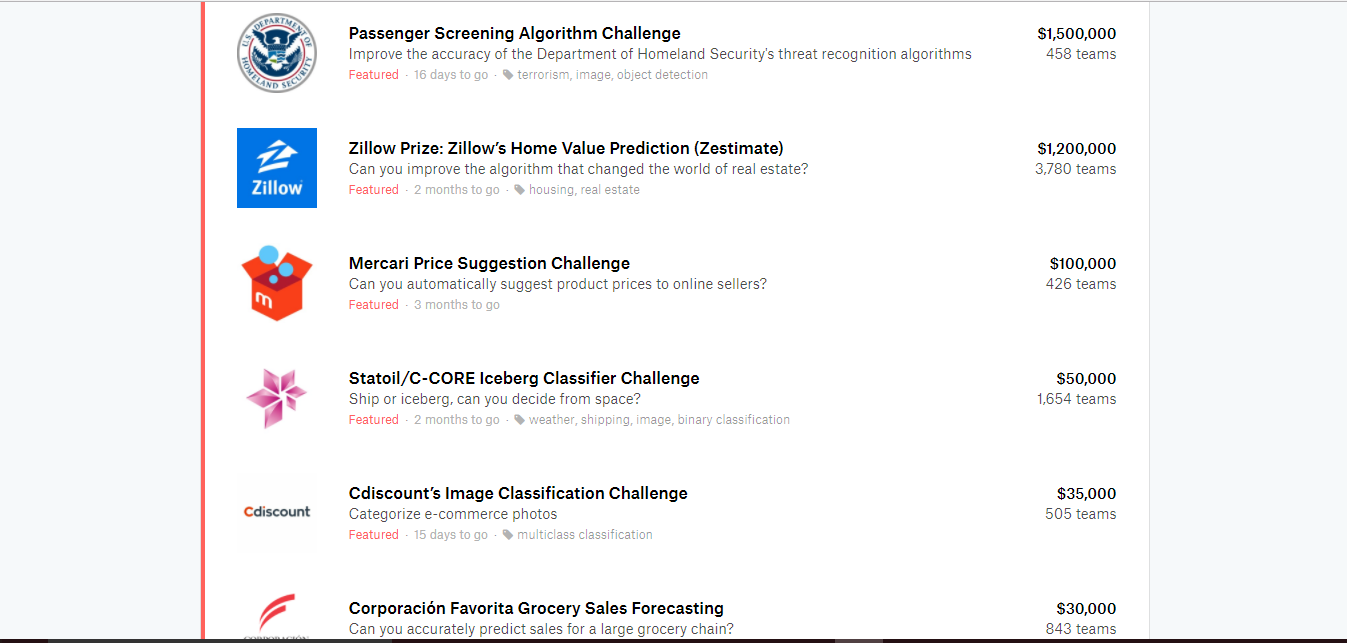 U.S. DEPARTMENT OF HOMELAND SECURITY
Passenger Screening Algorithm Challenge
$1,500,000
Improve the accuracy of the Department of Homeland Security's threat recognition algorithms
458 teams
Featured · 16 days to go · terrorism, image, object detection
Zillow
Zillow Prize: Zillow’s Home Value Prediction (Zestimate)
$1,200,000
Can you improve the algorithm that changed the world of real estate?
3,780 teams
Featured · 2 months to go · housing, real estate
m
Mercari Price Suggestion Challenge
$100,000
Can you automatically suggest product prices to online sellers?
426 teams
Featured · 3 months to go
Statoil/C-CORE Iceberg Classifier Challenge
$50,000
Ship or iceberg, can you decide from space?
1,654 teams
Featured · 2 months to go · weather, shipping, image, binary classification
Cdiscount
Cdiscount’s Image Classification Challenge
$35,000
Categorize e-commerce photos
505 teams
Featured · 15 days to go · multiclass classification
Corporación Favorita Grocery Sales Forecasting
$30,000
Can you accurately predict sales for a large grocery chain?
843 teams